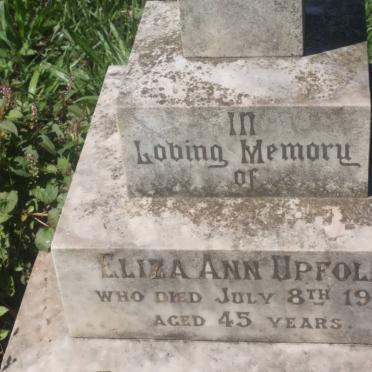 IN
Loving Memory
of
ELIZA ANN
WHO DIED JULY 8TH
AGED 45 YEARS.